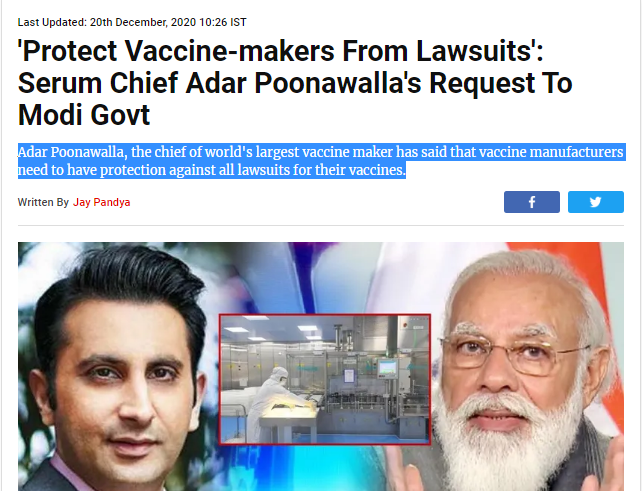 Last Updated: 20th December, 2020 10:26 IST
'Protect Vaccine-makers From Lawsuits':
Serum Chief Adar Poonawalla's Request To
Modi Govt
Adar Poonawalla, the chief of world's largest vaccine maker has said that vaccine manufacturers
need to have protection against all lawsuits for their vaccines.
Written By Jay Pandya